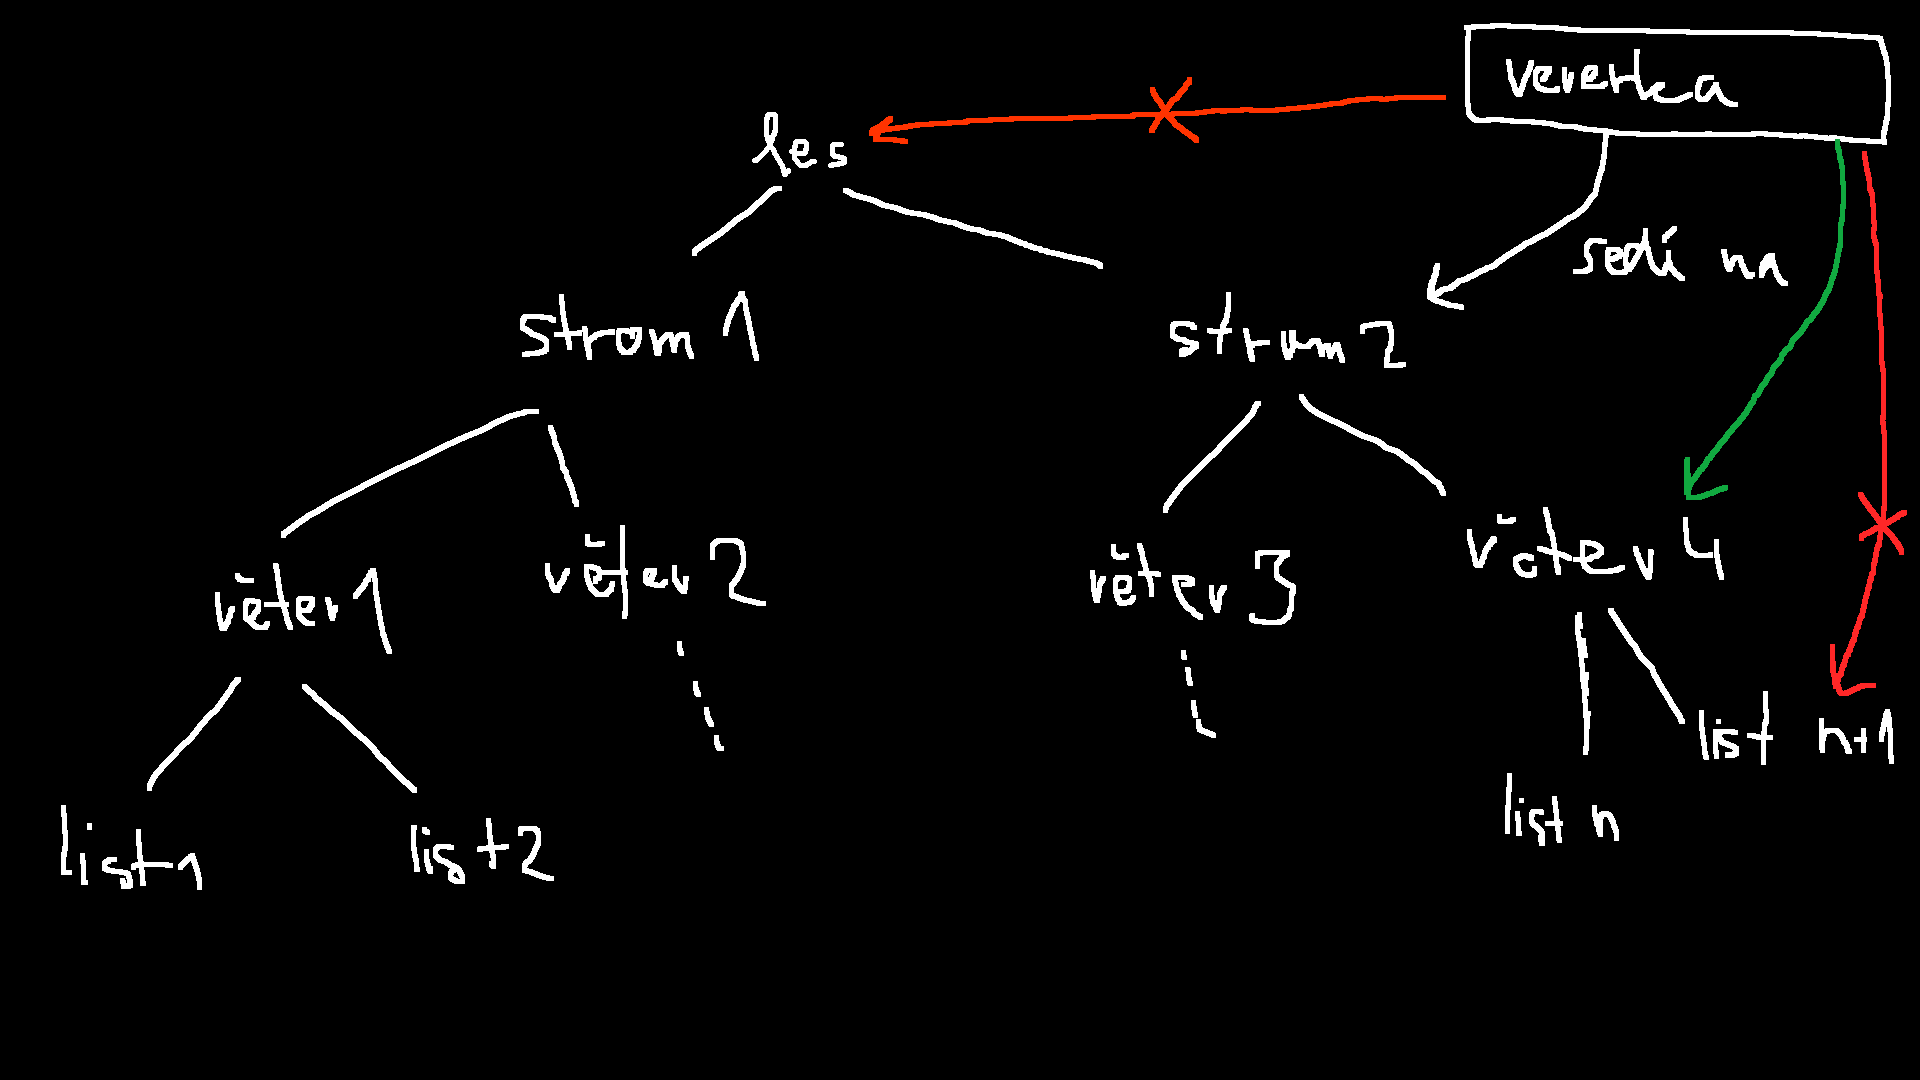 veverka
les
sedí na
strom 1
strom 2
větev 1
větev 2
větev 3
větev 4
list 1
list 2
list n
list n+1